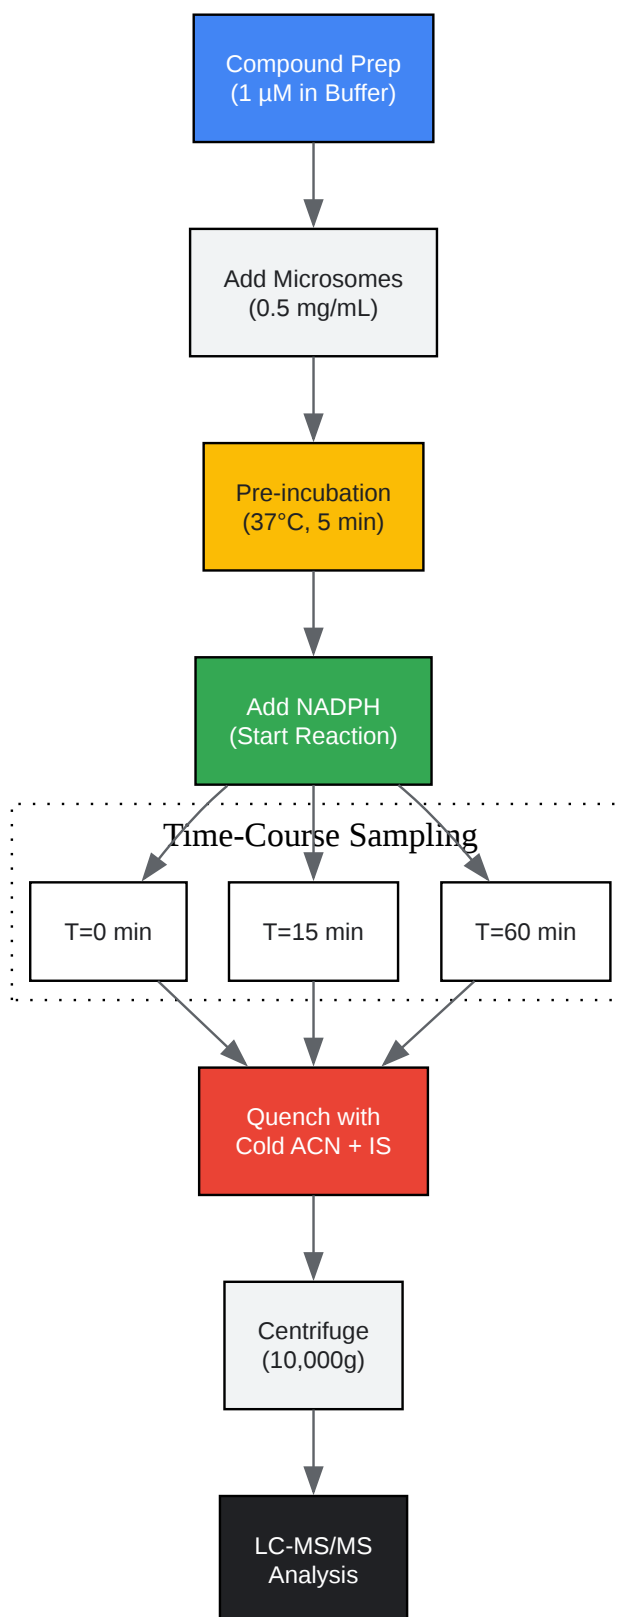 Compound Prep
(1 µM in Buffer)
Add Microsomes
(0.5 mg/mL)
Pre-incubation
(37°C, 5 min)
Add NADPH
(Start Reaction)
Time-Course Sampling
T=0 min
T=15 min
T=60 min
Quench with
Cold ACN + IS
Centrifuge
(10,000g)
LC-MS/MS
Analysis